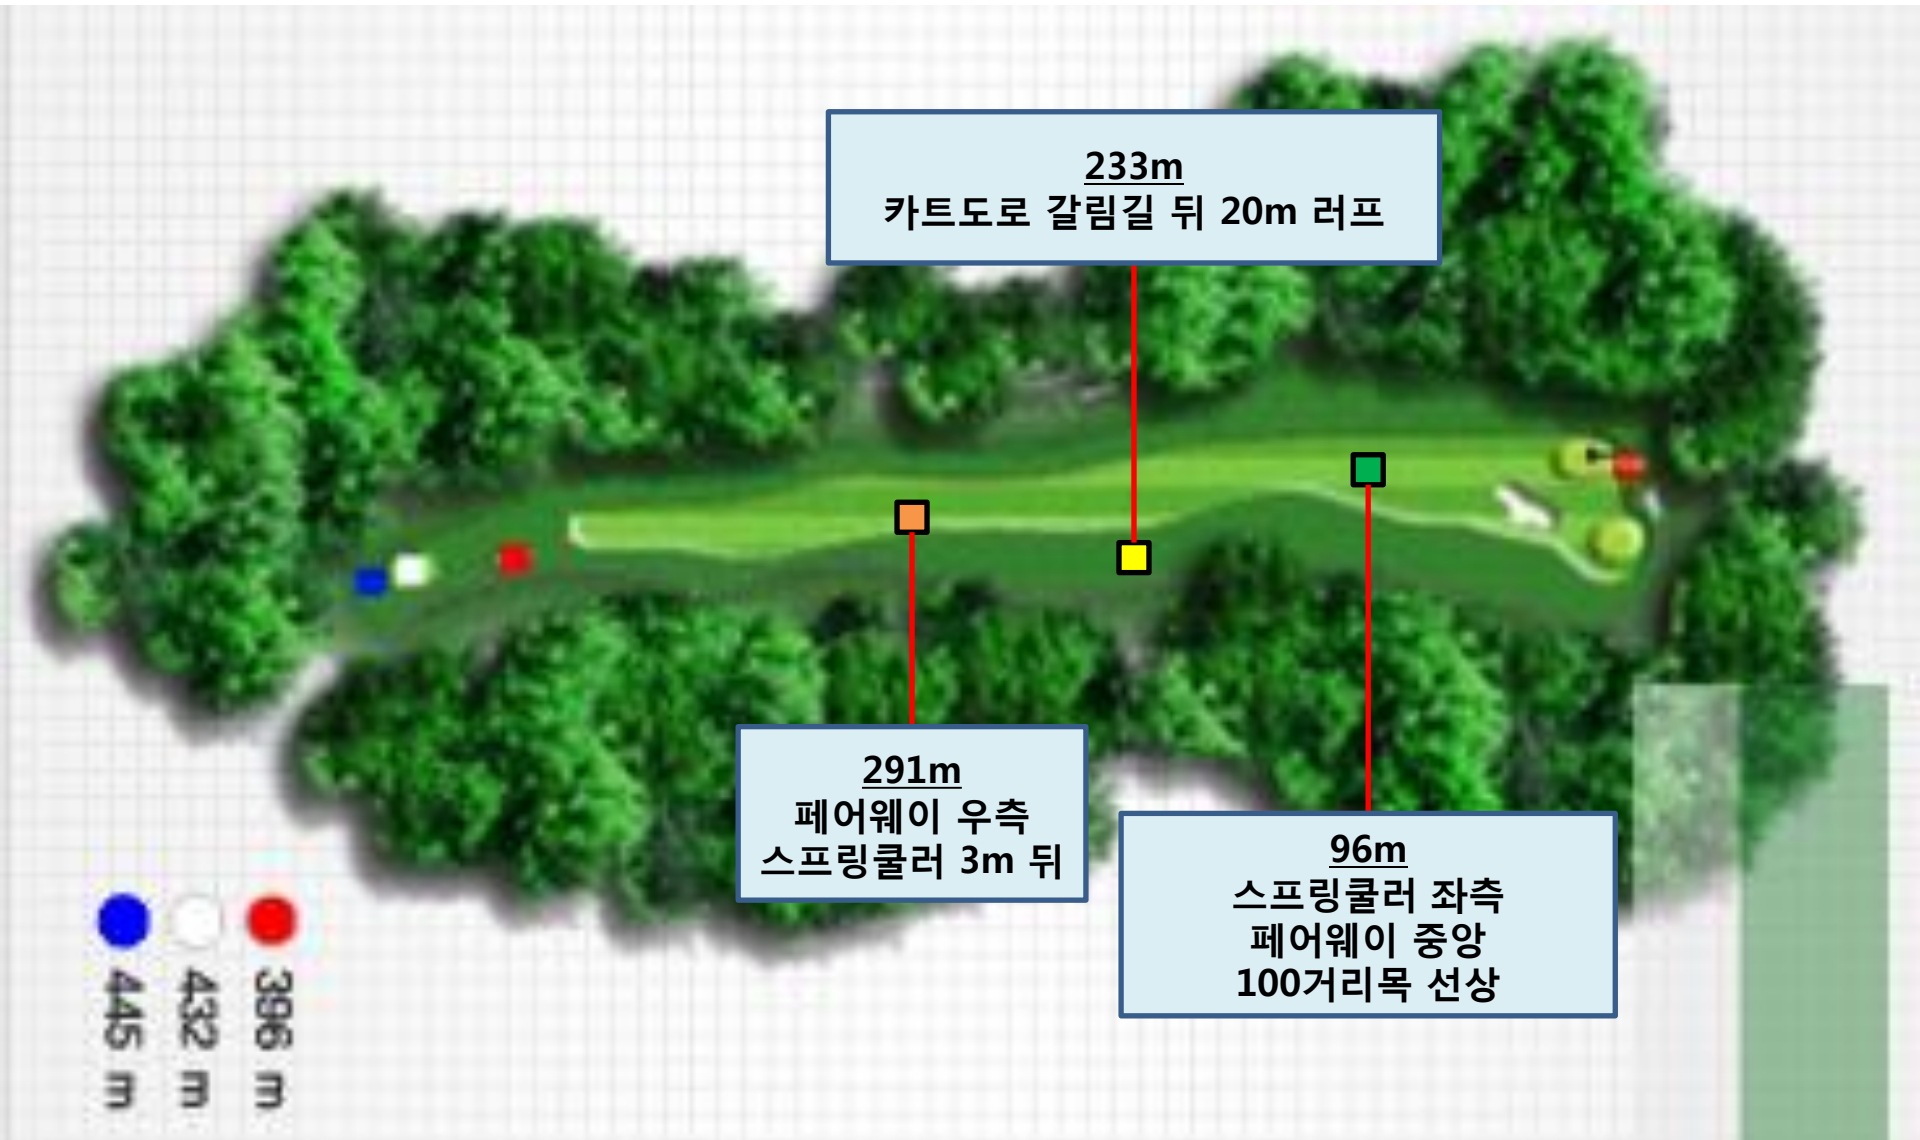 233m
카트도로 갈림길 뒤 20m 러프
291m
페어웨이 우측
스프링쿨러 3m 뒤
96m
스프링쿨러 좌측
페어웨이 중앙
100거리목 선상
445 m
432 m
396 m